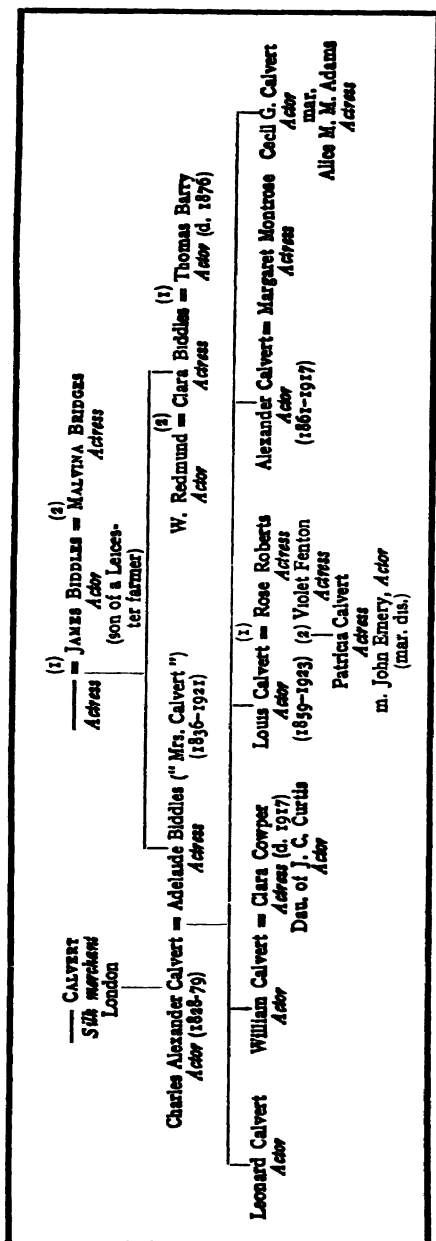 —— CALVERT
Silk merchant
London
(1) (2)
—— = JAMES BIDDLES = MALVINA BRIDGES
Actress Actor Actress
(son of a Leices-
ter farmer)
Charles Alexander Calvert = Adelaide Biddles ("Mrs. Calvert")
Actor (1828-79) Actress (1836-1921)
(2) (1)
W. Redmund = Clara Biddles = Thomas Barry
Actor Actress Actor (d. 1876)
Leonard Calvert
Actor
William Calvert = Clara Cowper
Actor Actress (d. 1917)
Dau. of J. C. Curtis
Actor
(1)
Louis Calvert = Rose Roberts
Actor Actress
(1859-1923) (2) Violet Fenton
Actress
Patricia Calvert
Actress
m. John Emery, Actor
(mar. dis.)
Alexander Calvert = Margaret Montrose
Actor Actress
(1861-1917)
Cecil G. Calvert
Actor
mar.
Alice M. M. Adams
Actress